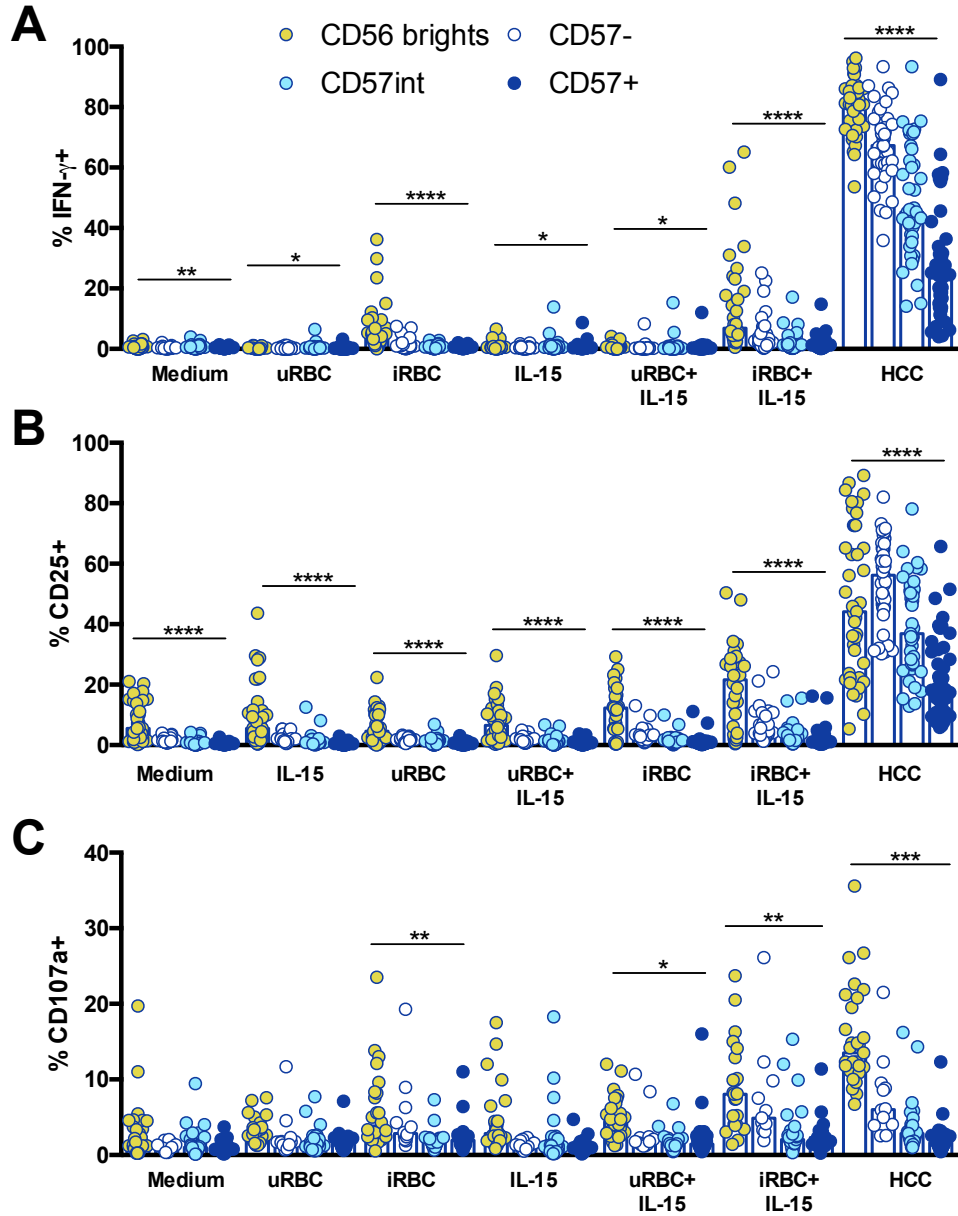 A
CD56 brights
CD57-
CD57int
CD57+
% IFN-γ+
100
80
60
40
20
0
**
*
****
*
*
****
****
Medium
uRBC
iRBC
IL-15
uRBC+
IL-15
iRBC+
IL-15
HCC
B
% CD25+
100
80
60
40
20
0
****
****
****
****
****
****
****
Medium
IL-15
uRBC
uRBC+
IL-15
iRBC
iRBC+
IL-15
HCC
C
% CD107a+
40
30
20
10
0
**
*
**
***
Medium
uRBC
iRBC
IL-15
uRBC+
IL-15
iRBC+
IL-15
HCC